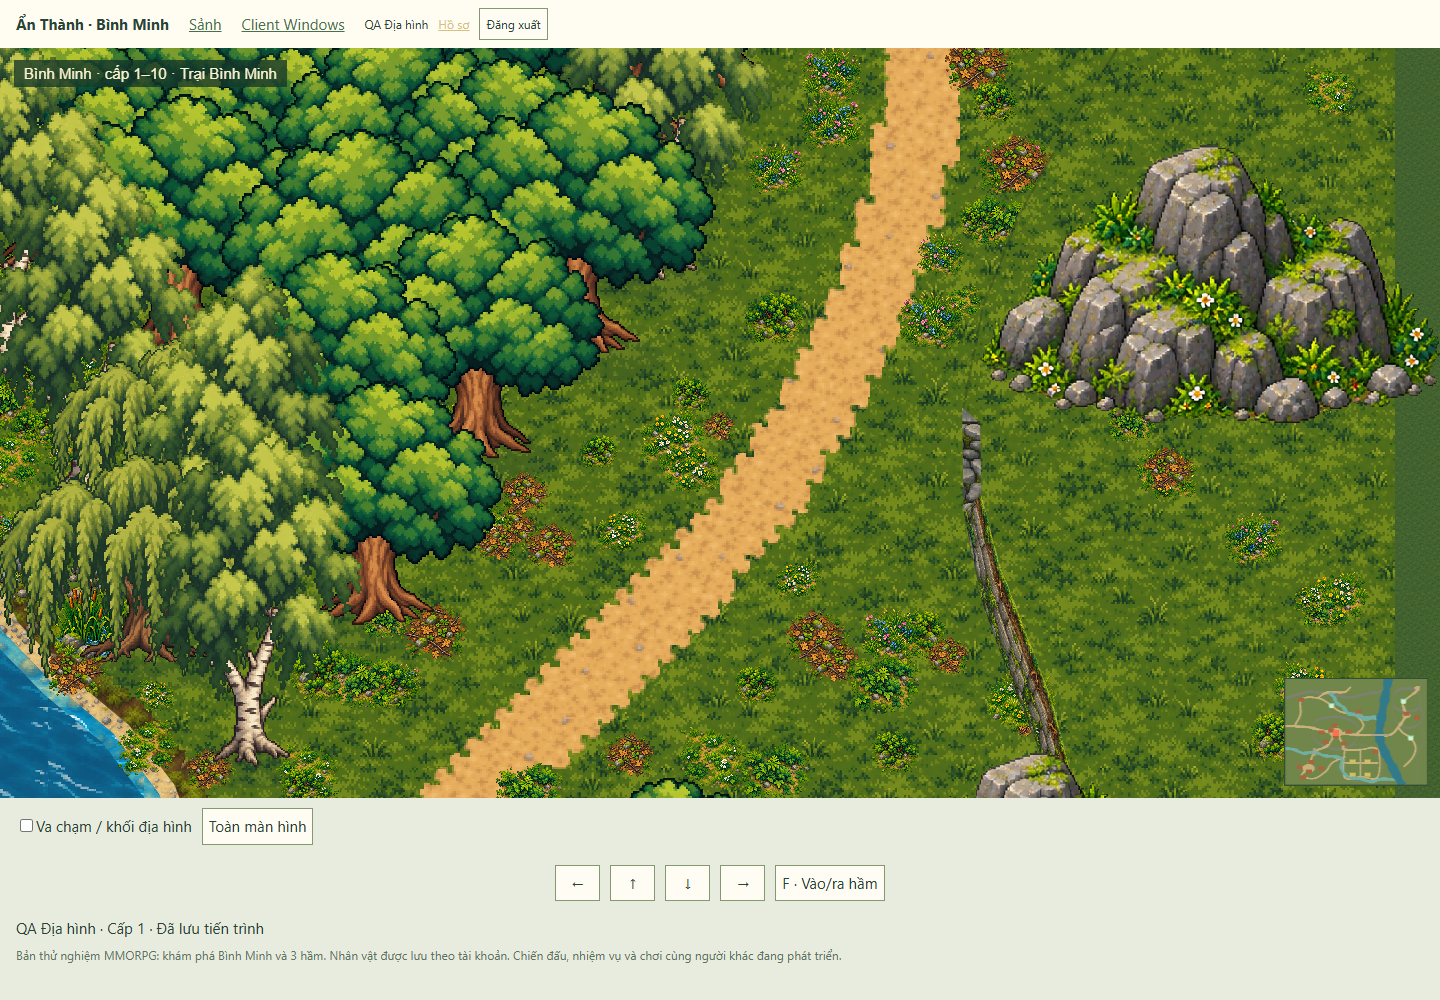 Ẩn Thành · Bình Minh Sảnh Client Windows QA Địa hình Hồ sơ Đăng xuất
Bình Minh · cấp 1–10 · Trại Bình Minh
Va chạm / khối địa hình Toàn màn hình
← ↑ ↓ → F · Vào/ra hầm
QA Địa hình · Cấp 1 · Đã lưu tiến trình
Bản thử nghiệm MMORPG: khám phá Bình Minh và 3 hầm. Nhân vật được lưu theo tài khoản. Chiến đấu, nhiệm vụ và chơi cùng người khác đang phát triển.